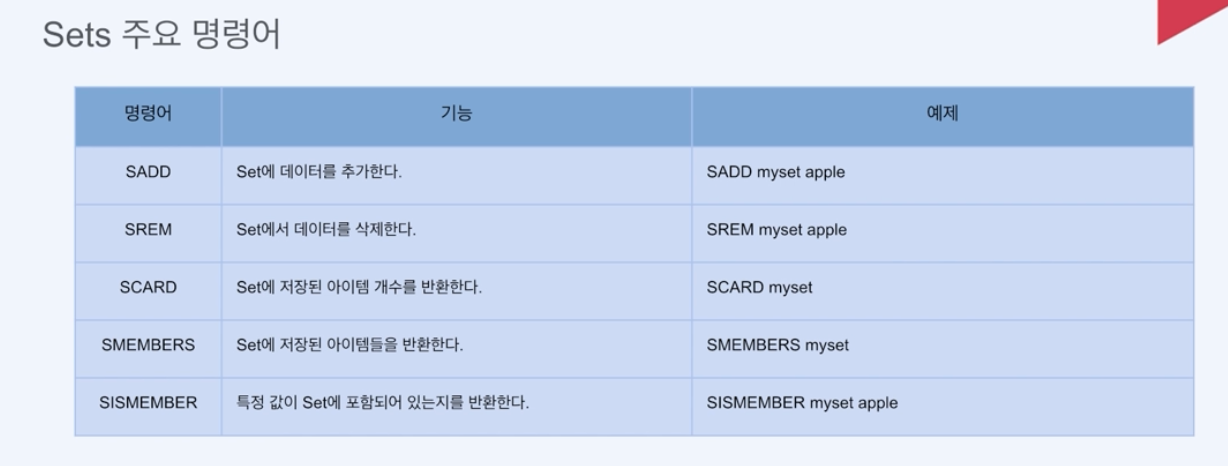 Sets 주요 명령어
명령어 기능 예제
SADD Set에 데이터를 추가한다. SADD myset apple
SREM Set에서 데이터를 삭제한다. SREM myset apple
SCARD Set에 저장된 아이템 개수를 반환한다. SCARD myset
SMEMBERS Set에 저장된 아이템들을 반환한다. SMEMBERS myset
SISMEMBER 특정 값이 Set에 포함되어 있는지를 반환한다. SISMEMBER myset apple